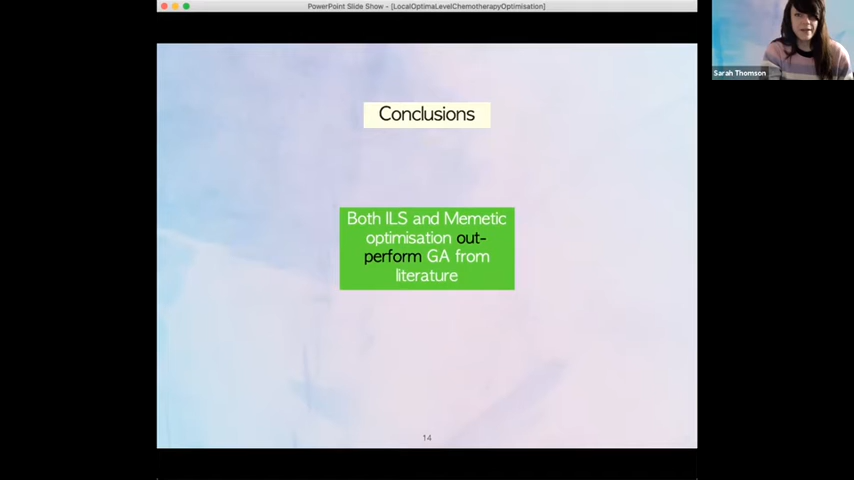 PowerPoint Slide Show - [LocalOptimaLevelChemotherapyOptimisation]
Sarah Thomson
Conclusions
Both ILS and Memetic
optimisation out-
perform GA from
literature
14